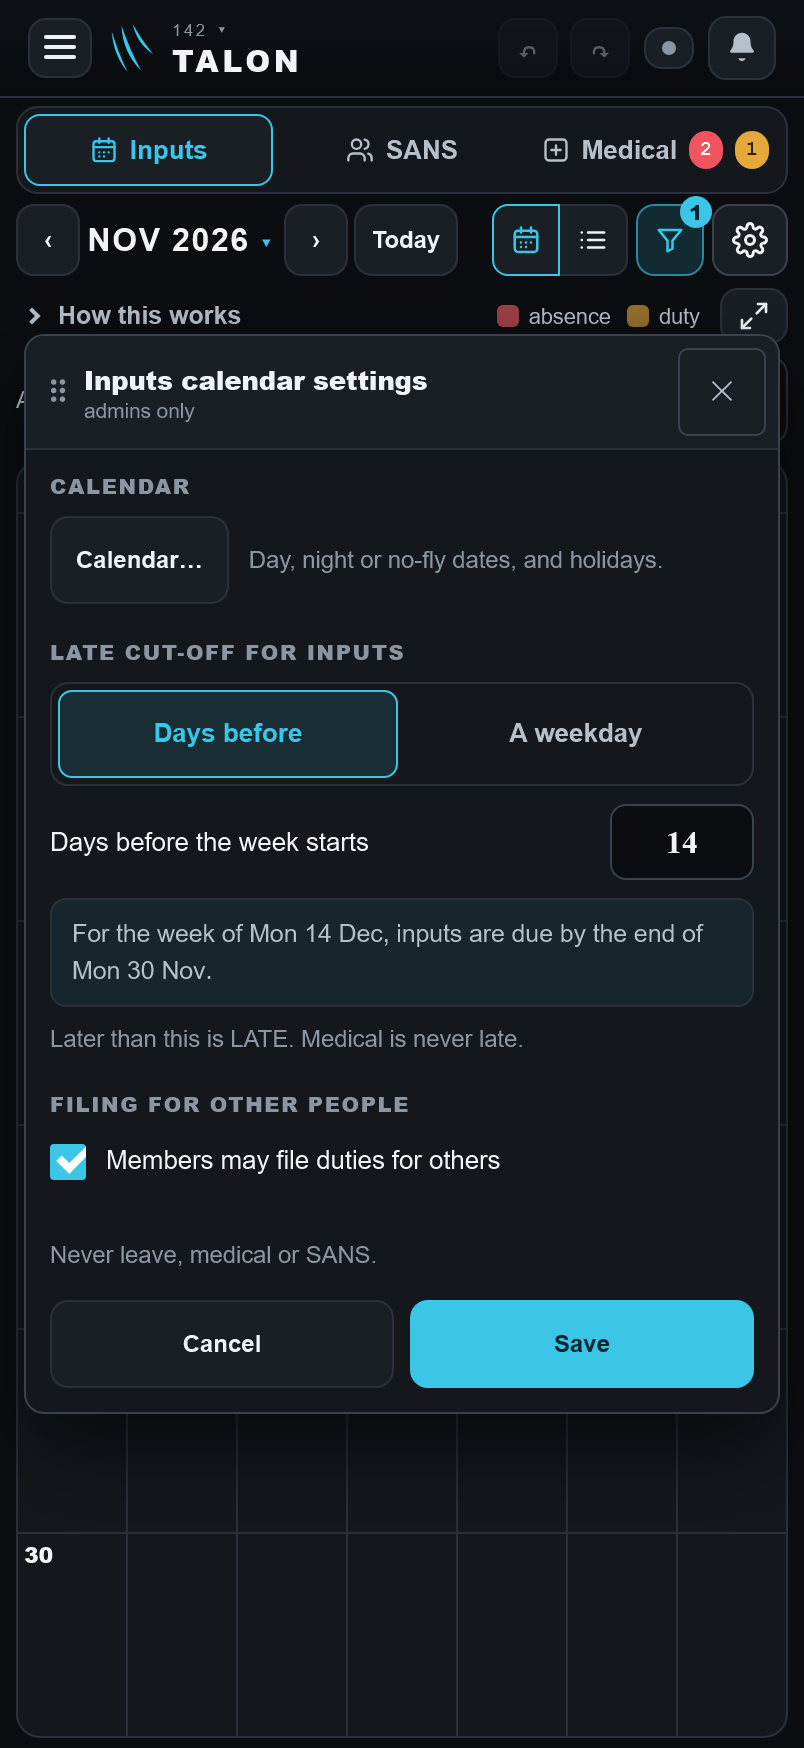 142 ▾
TALON
Inputs
SANS
Medical 2 1
‹ NOV 2026 ▾ › Today
1
How this works
absence
duty
Inputs calendar settings
admins only
CALENDAR
Calendar...
Day, night or no-fly dates, and holidays.
LATE CUT-OFF FOR INPUTS
Days before
A weekday
Days before the week starts
14
For the week of Mon 14 Dec, inputs are due by the end of
Mon 30 Nov.
Later than this is LATE. Medical is never late.
FILING FOR OTHER PEOPLE
Members may file duties for others
Never leave, medical or SANS.
Cancel
Save
30